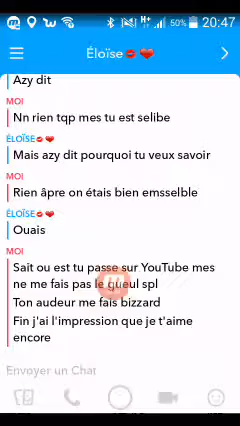 50% 20:47
Éloïse💋❤
Azy dit
MOI
Nn rien tqp mes tu est selibe
ÉLOÏSE💋❤
Mais azy dit pourquoi tu veux savoir
MOI
Rien âpre on étais bien emsselble
ÉLOÏSE💋❤
Ouais
MOI
Sait ou est tu passe sur YouTube mes
ne me fais pas le gueul spl
Ton audeur me fais bizzard
Fin j'ai l'impression que je t'aime
encore
Envoyer un Chat